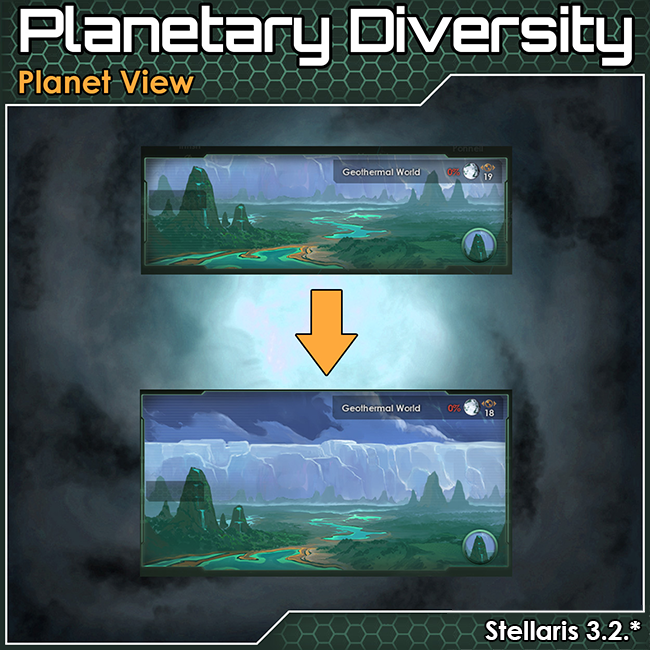 Planetary Diversity
Planet View
Geothermal World 0%
19
Geothermal World 0%
18
Stellaris 3.2.*